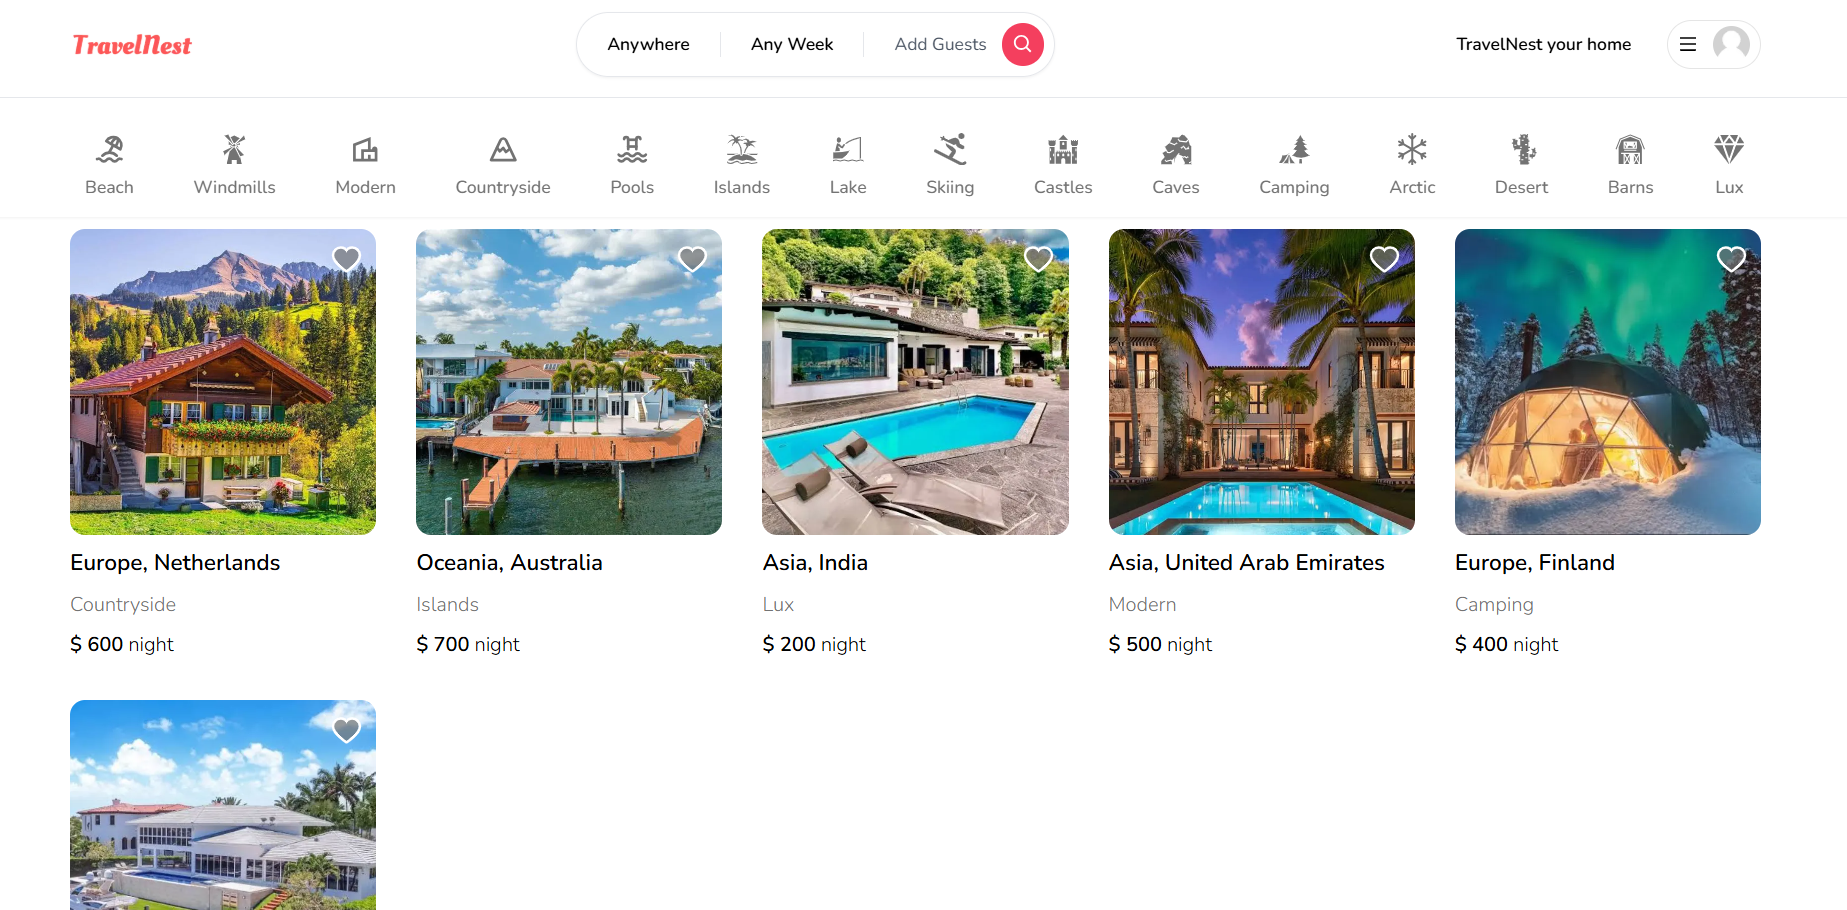 TravelNest
Anywhere
Any Week
Add Guests
TravelNest your home
Beach
Windmills
Modern
Countryside
Pools
Islands
Lake
Skiing
Castles
Caves
Camping
Arctic
Desert
Barns
Lux
Europe, Netherlands
Countryside
$ 600 night
Oceania, Australia
Islands
$ 700 night
Asia, India
Lux
$ 200 night
Asia, United Arab Emirates
Modern
$ 500 night
Europe, Finland
Camping
$ 400 night